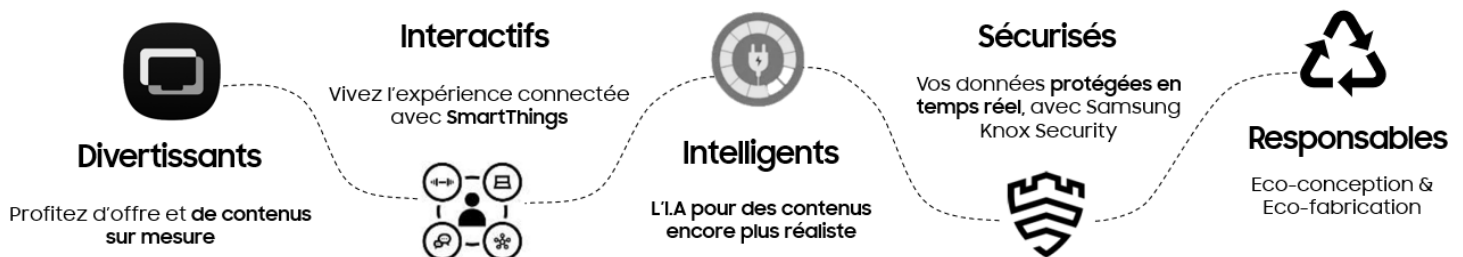 Divertissants
Profitez d'offre et de contenus
sur mesure
Interactifs
Vivez l'expérience connectée
avec SmartThings
Intelligents
L'I.A pour des contenus
encore plus réaliste
Sécurisés
Vos données protégées en
temps réel, avec Samsung
Knox Security
Responsables
Eco-conception &
Eco-fabrication